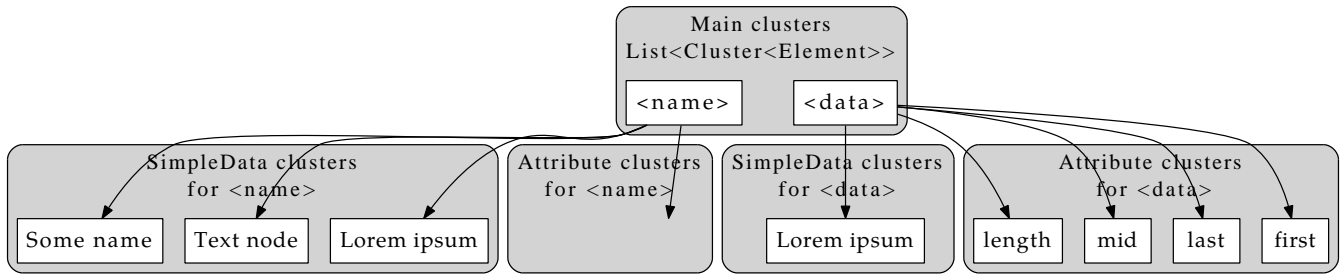 Main clusters
List<Cluster<Element>>
<name>
<data>
SimpleData clusters
for <name>
Attribute clusters
for <name>
SimpleData clusters
for <data>
Attribute clusters
for <data>
Some name
Text node
Lorem ipsum
Lorem ipsum
length
mid
last
first